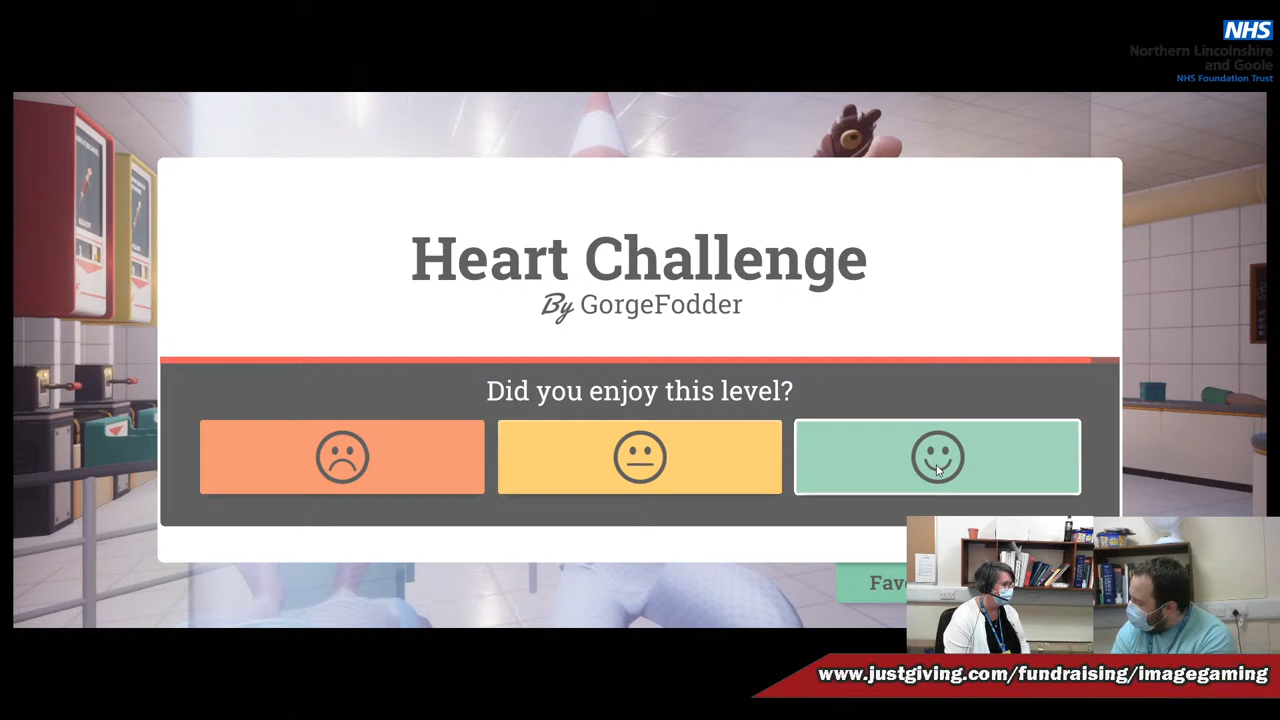 NHS
Northern Lincolnshire
and Goole
NHS Foundation Trust
Heart Challenge
By GorgeFodder
Did you enjoy this level?
www.justgiving.com/fundraising/imagegaming